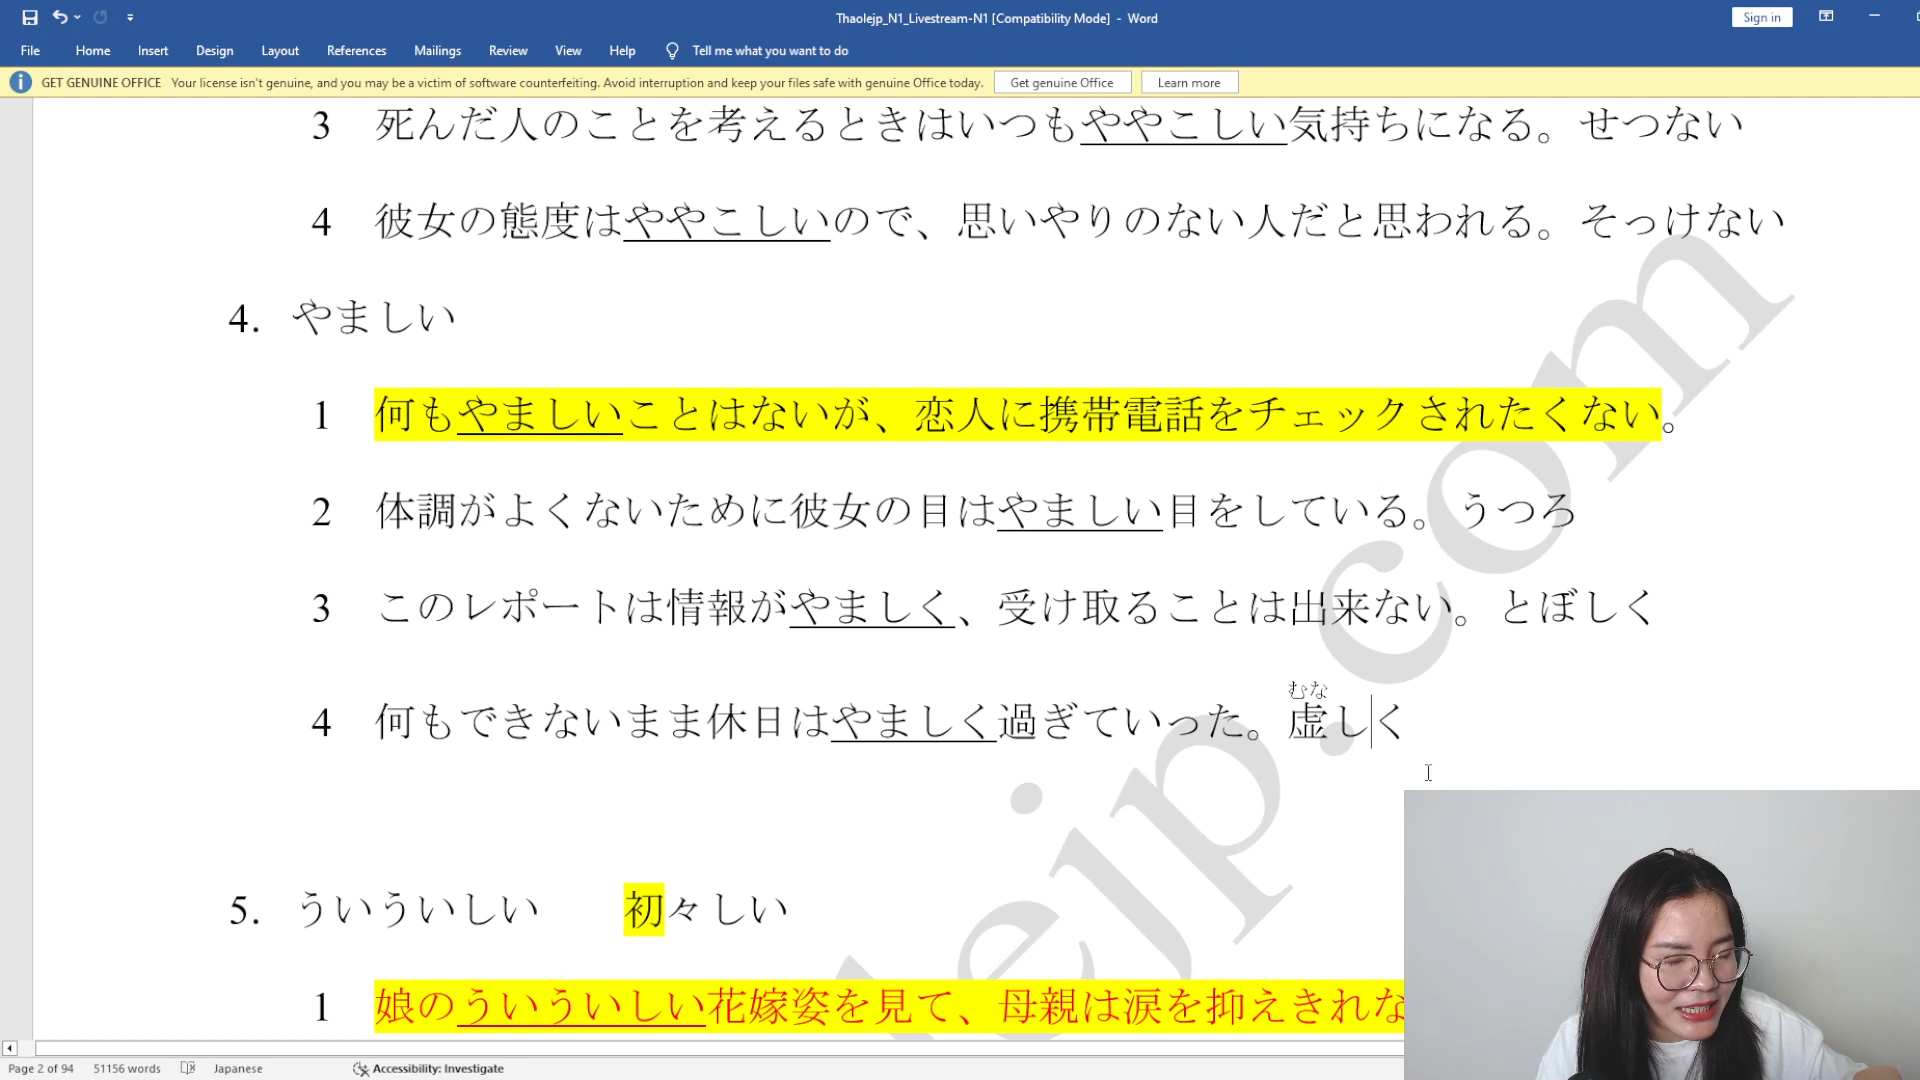 Thaolejp_N1_Livestream-N1 [Compatibility Mode] - Word
Sign in
File Home Insert Design Layout References Mailings Review View Help Tell me what you want to do
GET GENUINE OFFICE Your license isn't genuine, and you may be a victim of software counterfeiting. Avoid interruption and keep your files safe with genuine Office today. Get genuine Office Learn more
3 死んだ人のことを考えるときはいつもややこしい気持ちになる。せつない
4 彼女の態度はややこしいので、思いやりのない人だと思われる。そっけない
4. やましい
1 何もやましいことはないが、恋人に携帯電話をチェックされたくない。
2 体調がよくないために彼女の目はやましい目をしている。うつろ
3 このレポートは情報がやましく、受け取ることは出来ない。とぼしく
むな
4 何もできないまま休日はやましく過ぎていった。虚しく
5. ういういしい 初々しい
1 娘のういういしい花嫁姿を見て、母親は涙を抑えきれな
lejp.com
Page 2 of 94 51156 words Japanese Accessibility: Investigate